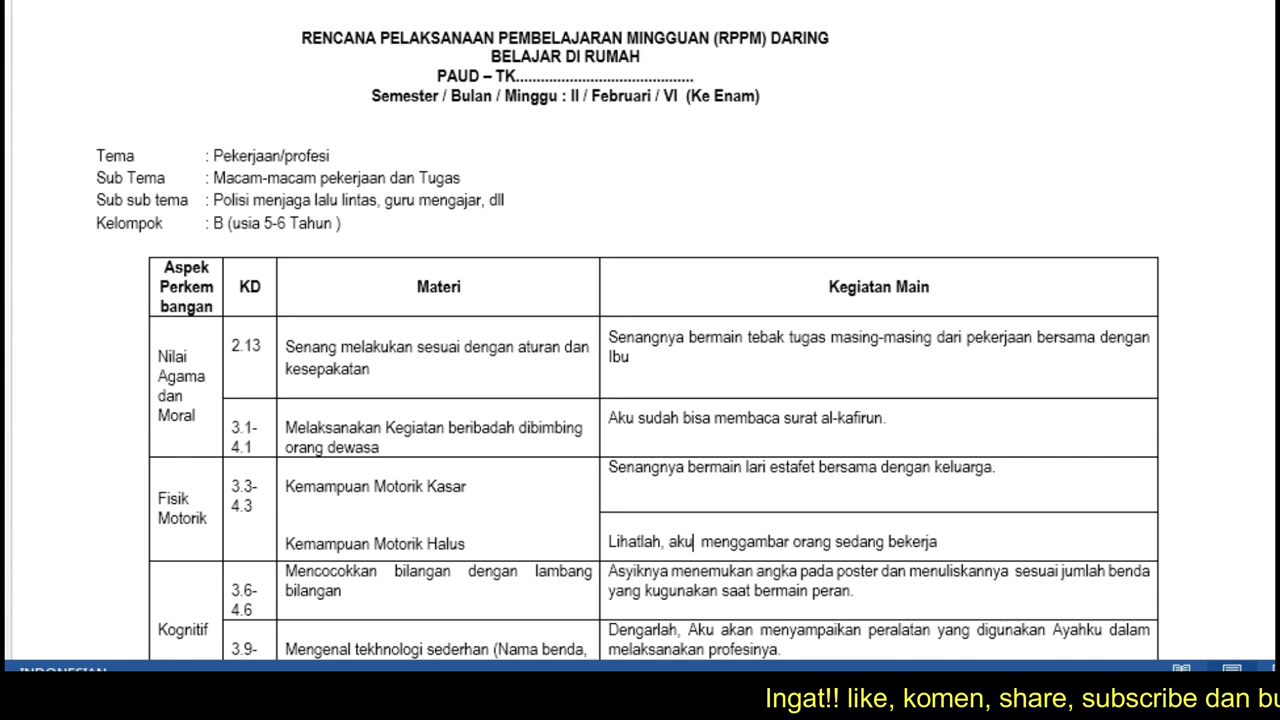 RENCANA PELAKSANAAN PEMBELAJARAN MINGGUAN (RPPM) DARING
BELAJAR DI RUMAH
PAUD – TK...........................................
Semester / Bulan / Minggu : II / Februari / VI (Ke Enam)
Tema : Pekerjaan/profesi
Sub Tema : Macam-macam pekerjaan dan Tugas
Sub sub tema : Polisi menjaga lalu lintas, guru mengajar, dll
Kelompok : B (usia 5-6 Tahun )
Aspek
Perkem
bangan
KD
Materi
Kegiatan Main
Nilai
Agama
dan
Moral
2.13
Senang melakukan sesuai dengan aturan dan
kesepakatan
Senangnya bermain tebak tugas masing-masing dari pekerjaan bersama dengan
Ibu
3.1-
4.1
Melaksanakan Kegiatan beribadah dibimbing
orang dewasa
Aku sudah bisa membaca surat al-kafirun.
Fisik
Motorik
3.3-
4.3
Kemampuan Motorik Kasar
Senangnya bermain lari estafet bersama dengan keluarga.
Kemampuan Motorik Halus
Lihatlah, aku menggambar orang sedang bekerja
Kognitif
3.6-
4.6
Mencocokkan bilangan dengan lambang
bilangan
Asyiknya menemukan angka pada poster dan menuliskannya sesuai jumlah benda
yang kugunakan saat bermain peran.
3.9-
Mengenal tekhnologi sederhan (Nama benda,
Dengarlah, Aku akan menyampaikan peralatan yang digunakan Ayahku dalam
melaksanakan profesinya.
INDONESIAN
Ingat!! like, komen, share, subscribe dan bu